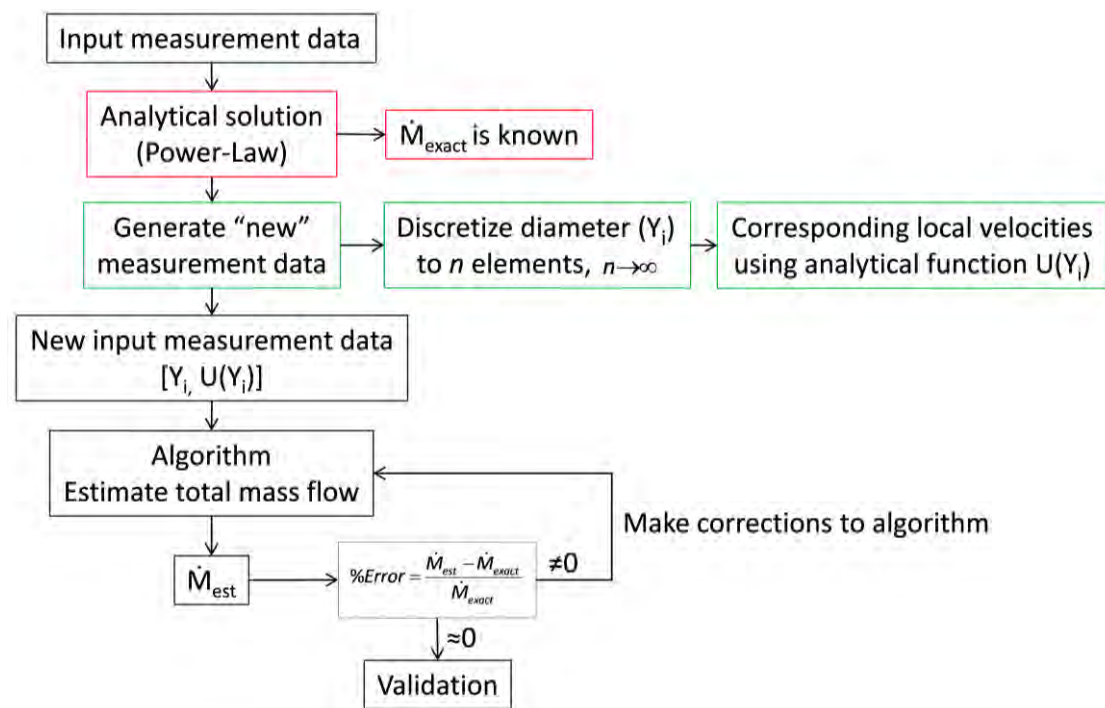 Input measurement data
Analytical solution
(Power-Law)
Ṁexact is known
Generate “new”
measurement data
Discretize diameter (Yi)
to n elements, n→∞
Corresponding local velocities
using analytical function U(Yi)
New input measurement data
[Yi, U(Yi)]
Algorithm
Estimate total mass flow
Make corrections to algorithm
Ṁest
%Error = (Ṁest − Ṁexact) / Ṁexact
≠0
≈0
Validation